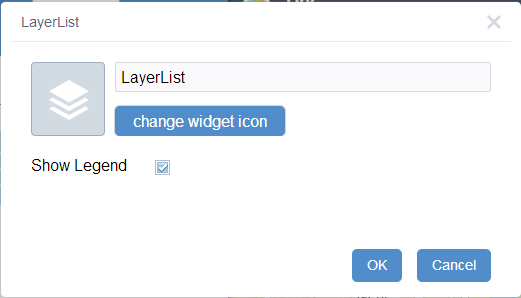 LayerList
LayerList
change widget icon
Show Legend
OK
Cancel